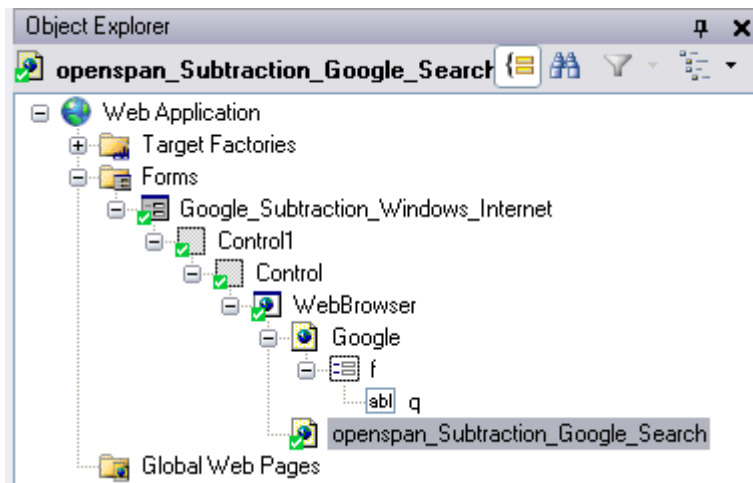 Object Explorer
openspan_Subtraction_Google_Search
Web Application
Target Factories
Forms
Google_Subtraction_Windows_Internet
Control1
Control
WebBrowser
Google
f
abl q
openspan_Subtraction_Google_Search
Global Web Pages